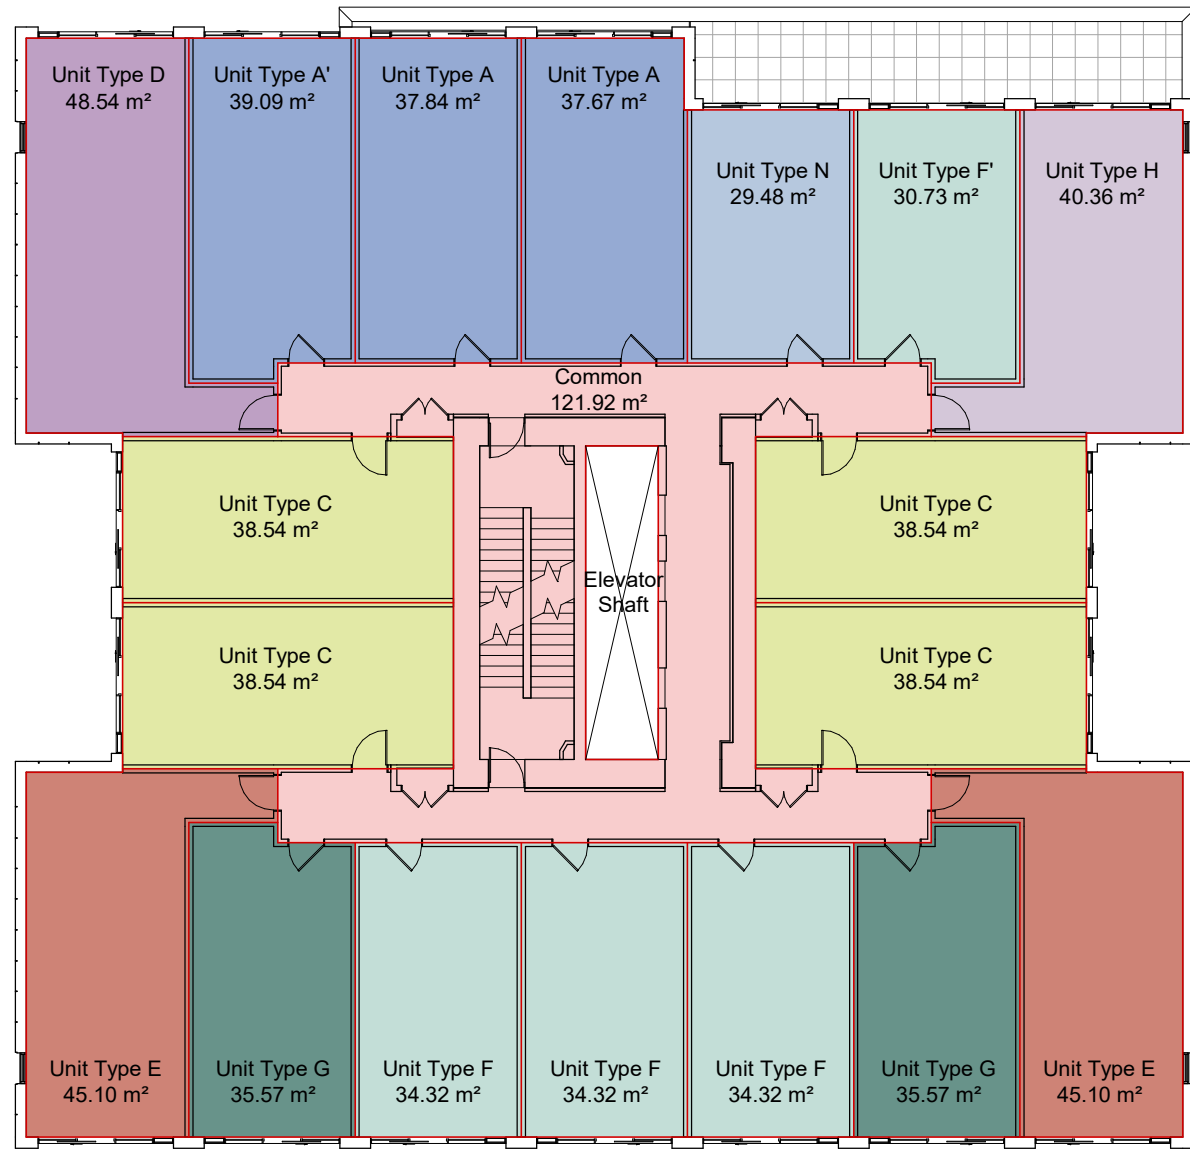 Unit Type D
48.54 m²
Unit Type A'
39.09 m²
Unit Type A
37.84 m²
Unit Type A
37.67 m²
Unit Type N
29.48 m²
Unit Type F'
30.73 m²
Unit Type H
40.36 m²
Common
121.92 m²
Unit Type C
38.54 m²
Unit Type C
38.54 m²
Elevator
Shaft
Unit Type C
38.54 m²
Unit Type C
38.54 m²
Unit Type E
45.10 m²
Unit Type G
35.57 m²
Unit Type F
34.32 m²
Unit Type F
34.32 m²
Unit Type F
34.32 m²
Unit Type G
35.57 m²
Unit Type E
45.10 m²